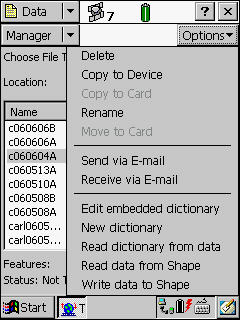 Data 7 ? X
Manager Options
Choose File T
Location:
Name
c060606B
c060606A
c060604A
c060513A
c060510A
c060508B
c060508A
carl0605...
carl0605...
Features:
Status: Not T
Delete
Copy to Device
Copy to Card
Rename
Move to Card
Send via E-mail
Receive via E-mail
Edit embedded dictionary
New dictionary
Read dictionary from data
Read data from Shape
Write data to Shape
Start T